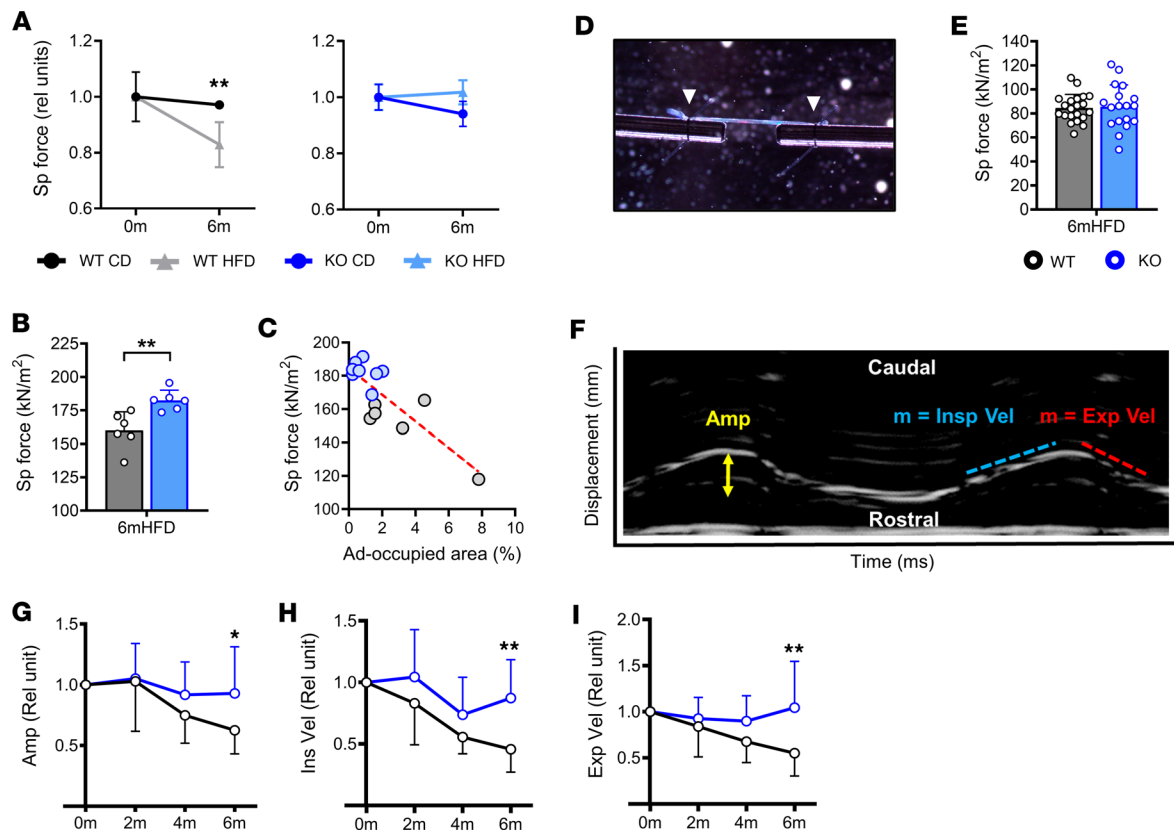 A
Sp force (rel units)
1.2
1.0
0.8
0.6
**
0m
6m
1.2
1.0
0.8
0.6
0m
6m
WT CD
WT HFD
KO CD
KO HFD
D
E
Sp force (kN/m²)
140
120
100
80
60
40
20
0
6mHFD
WT
KO
B
Sp force (kN/m²)
225
200
175
150
125
100
**
6mHFD
C
Sp force (kN/m²)
240
220
200
180
160
140
120
100
0
2
4
6
8
10
Ad-occupied area (%)
F
Displacement (mm)
Caudal
Amp
m = Insp Vel
m = Exp Vel
Rostral
Time (ms)
G
Amp (Rel unit)
1.5
1.0
0.5
*
0m
2m
4m
6m
H
Ins Vel (Rel unit)
1.5
1.0
0.5
**
0m
2m
4m
6m
I
Exp Vel (Rel unit)
2.0
1.5
1.0
0.5
**
0m
2m
4m
6m